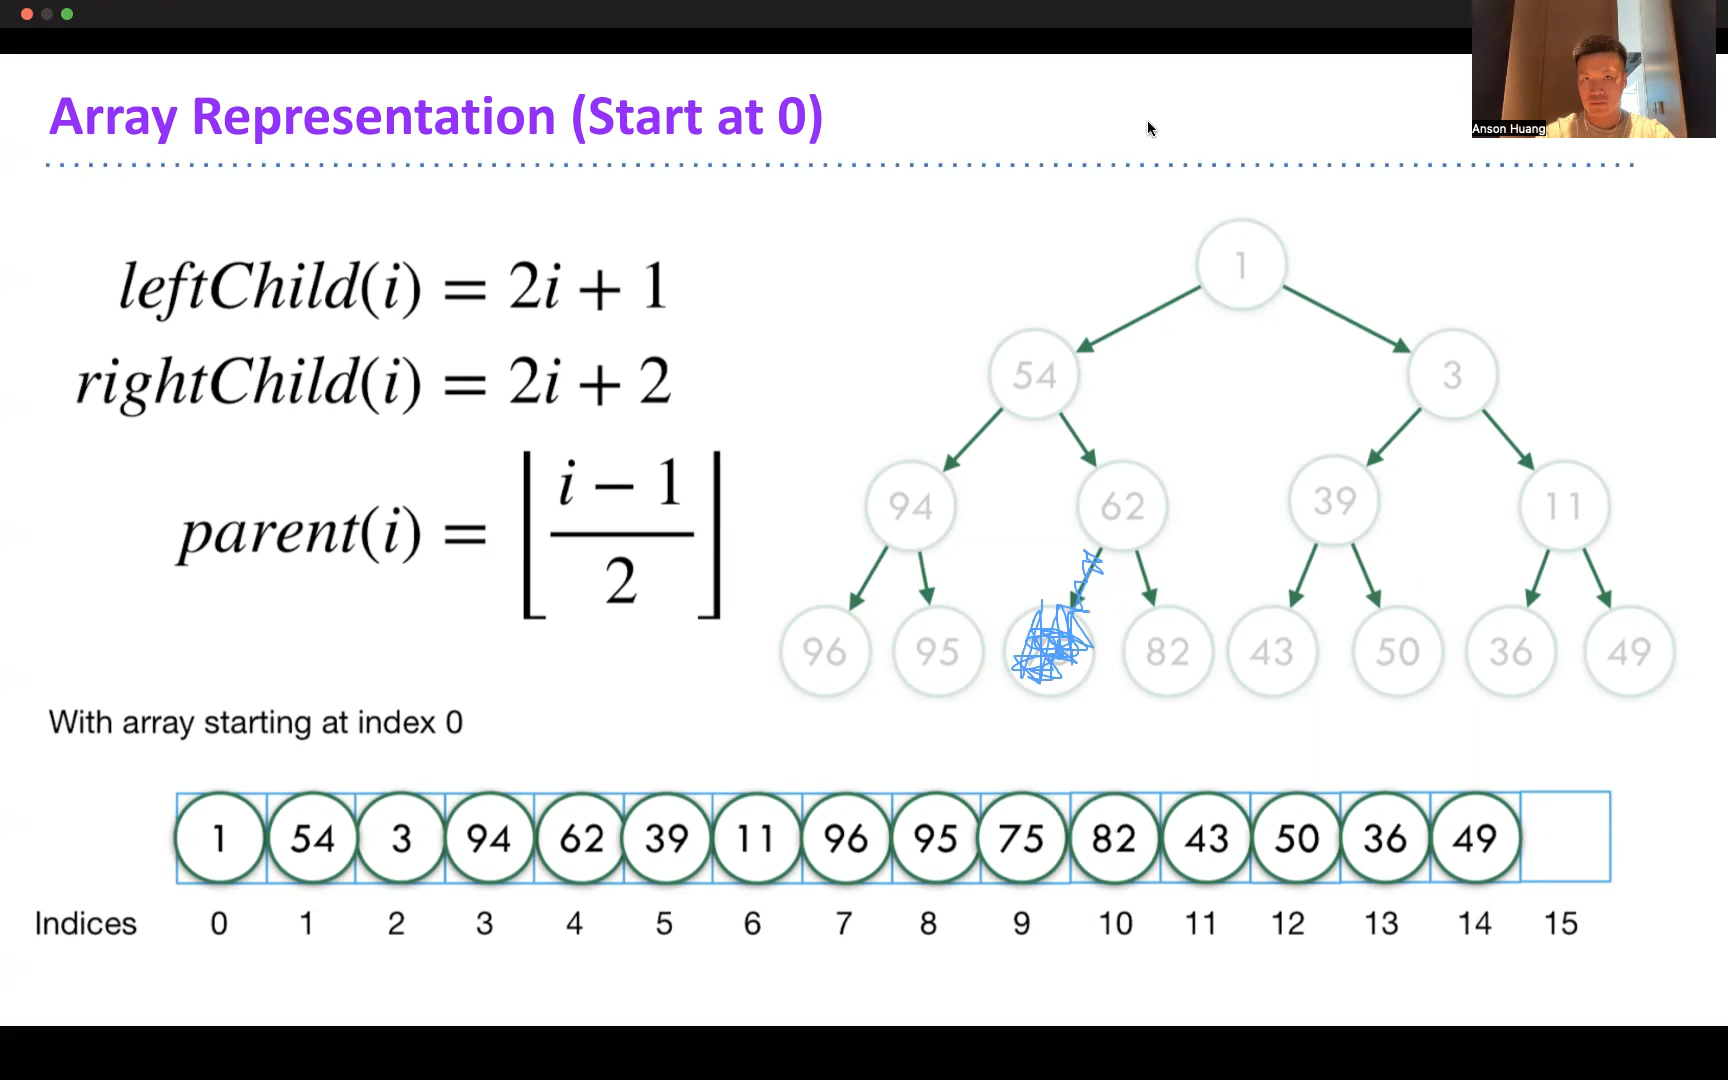 Anson Huang
Array Representation (Start at 0)
leftChild(i) = 2i + 1
rightChild(i) = 2i + 2
parent(i) = ⌊(i − 1)/2⌋
1
54 3
94 62 39 11
96 95 82 43 50 36 49
With array starting at index 0
1 54 3 94 62 39 11 96 95 75 82 43 50 36 49
Indices 0 1 2 3 4 5 6 7 8 9 10 11 12 13 14 15